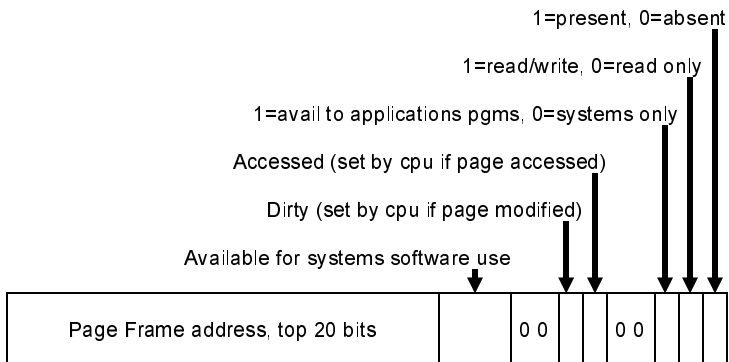 1=present, 0=absent
1=read/write, 0=read only
1=avail to applications pgms, 0=systems only
Accessed (set by cpu if page accessed)
Dirty (set by cpu if page modified)
Available for systems software use
Page Frame address, top 20 bits 0 0 0 0